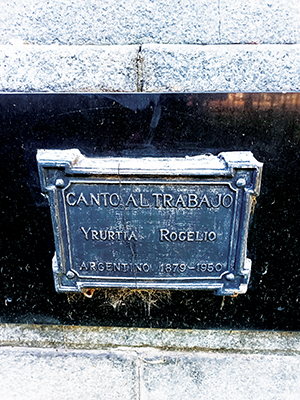 CANTO AL TRABAJO
YRURTIA ROGELIO
ARGENTINO 1879-1950